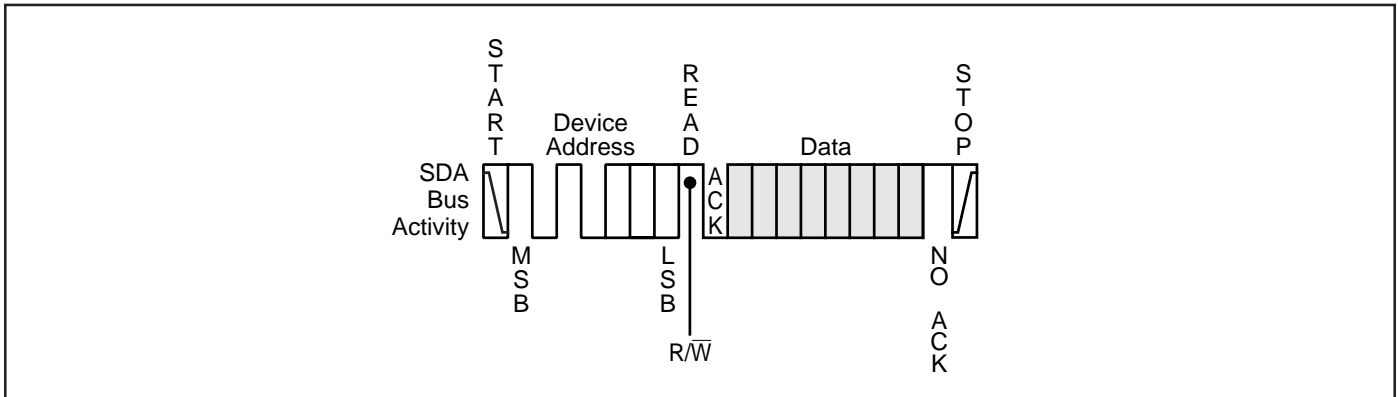 START
READ
STOP
Device
Address
Data
SDA
Bus
Activity
ACK
MSB
LSB
NO ACK
R/W̅